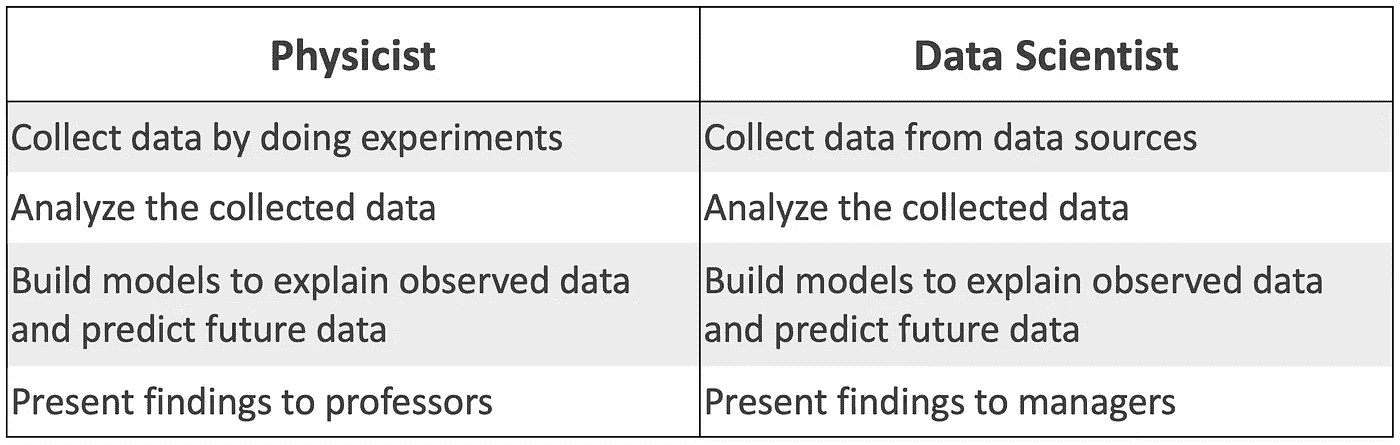 Physicist
Data Scientist
Collect data by doing experiments
Collect data from data sources
Analyze the collected data
Analyze the collected data
Build models to explain observed data
and predict future data
Build models to explain observed data
and predict future data
Present findings to professors
Present findings to managers